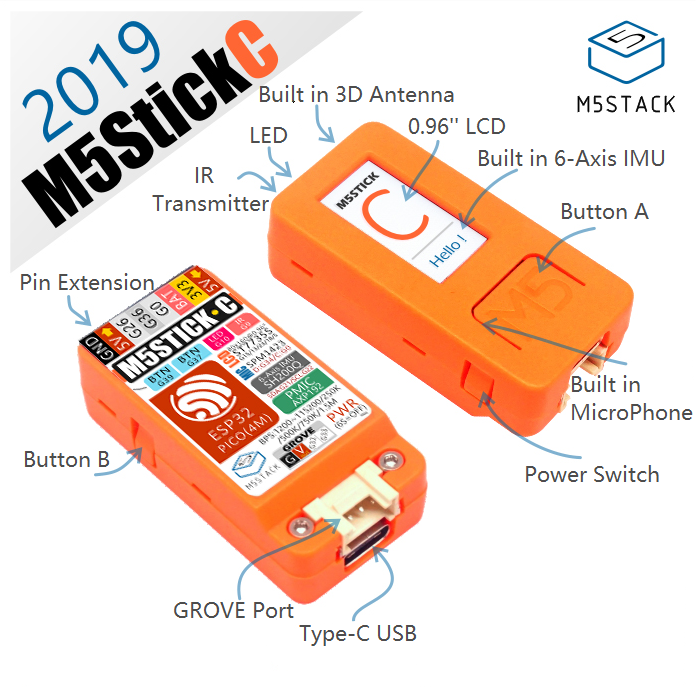 2019
M5StickC
M5STACK
Built in 3D Antenna
LED
0.96'' LCD
Built in 6-Axis IMU
IR
Transmitter
Button A
M5STICK
C
Hello !
M5
Pin Extension
GND
5V
G26
G36
G0
BAT
3V3
5V
M5STICK·C
BTN
G39
BTN
G37
LED
G10
IR
G9
ST7735S
SPM1423
6-Axis IMU
SH200Q
PMIC
AXP192
ESP32
PICO(4M)
BPS:1200~115200/250K
/500K/750K/1.5M
PWR
(6S=OFF)
GROVE
G
V
M5STACK
Built in
MicroPhone
Button B
Power Switch
GROVE Port
Type-C USB